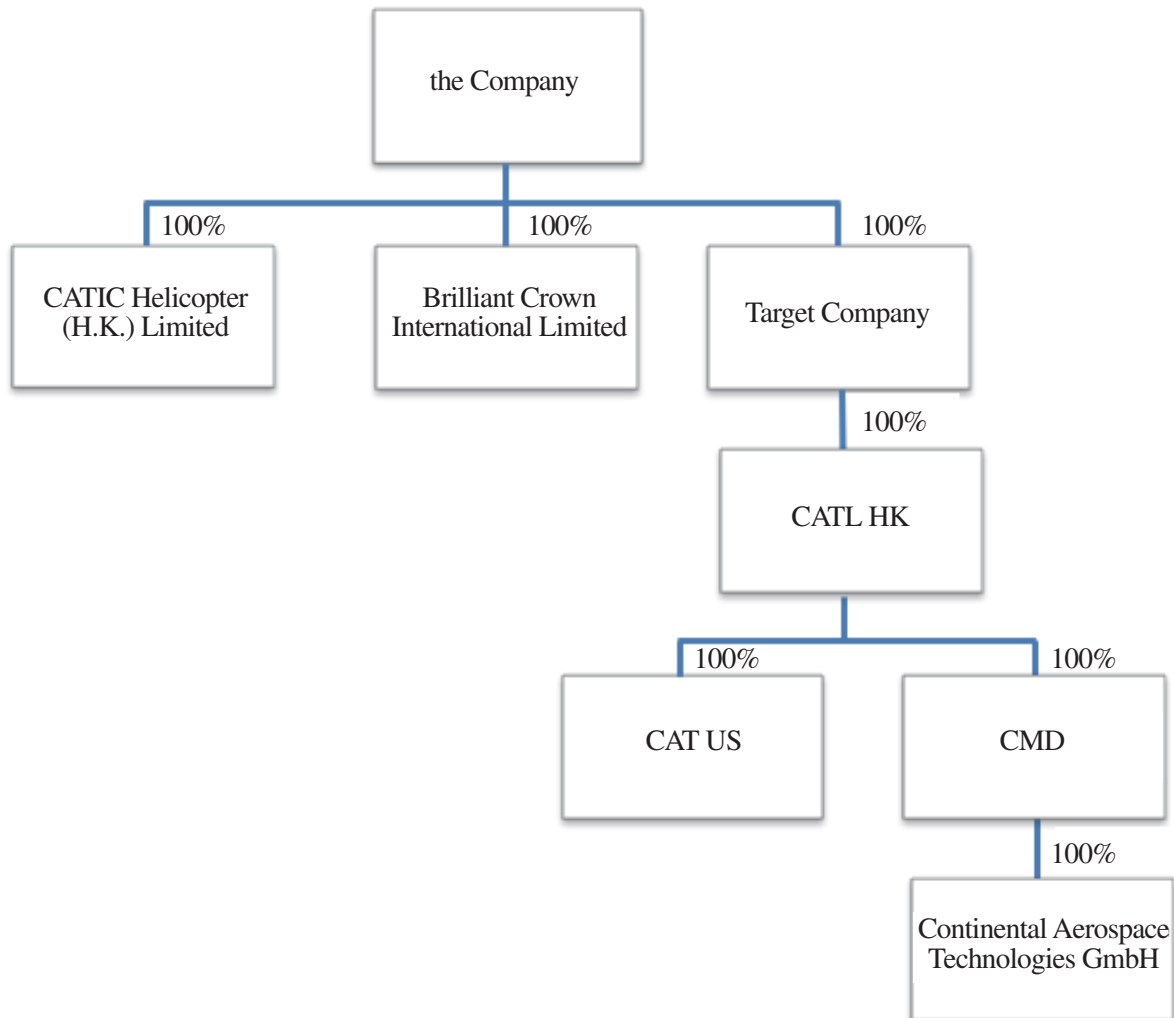 the Company
100%
100%
100%
CATIC Helicopter
(H.K.) Limited
Brilliant Crown
International Limited
Target Company
100%
CATL HK
100%
100%
CAT US
CMD
100%
Continental Aerospace
Technologies GmbH